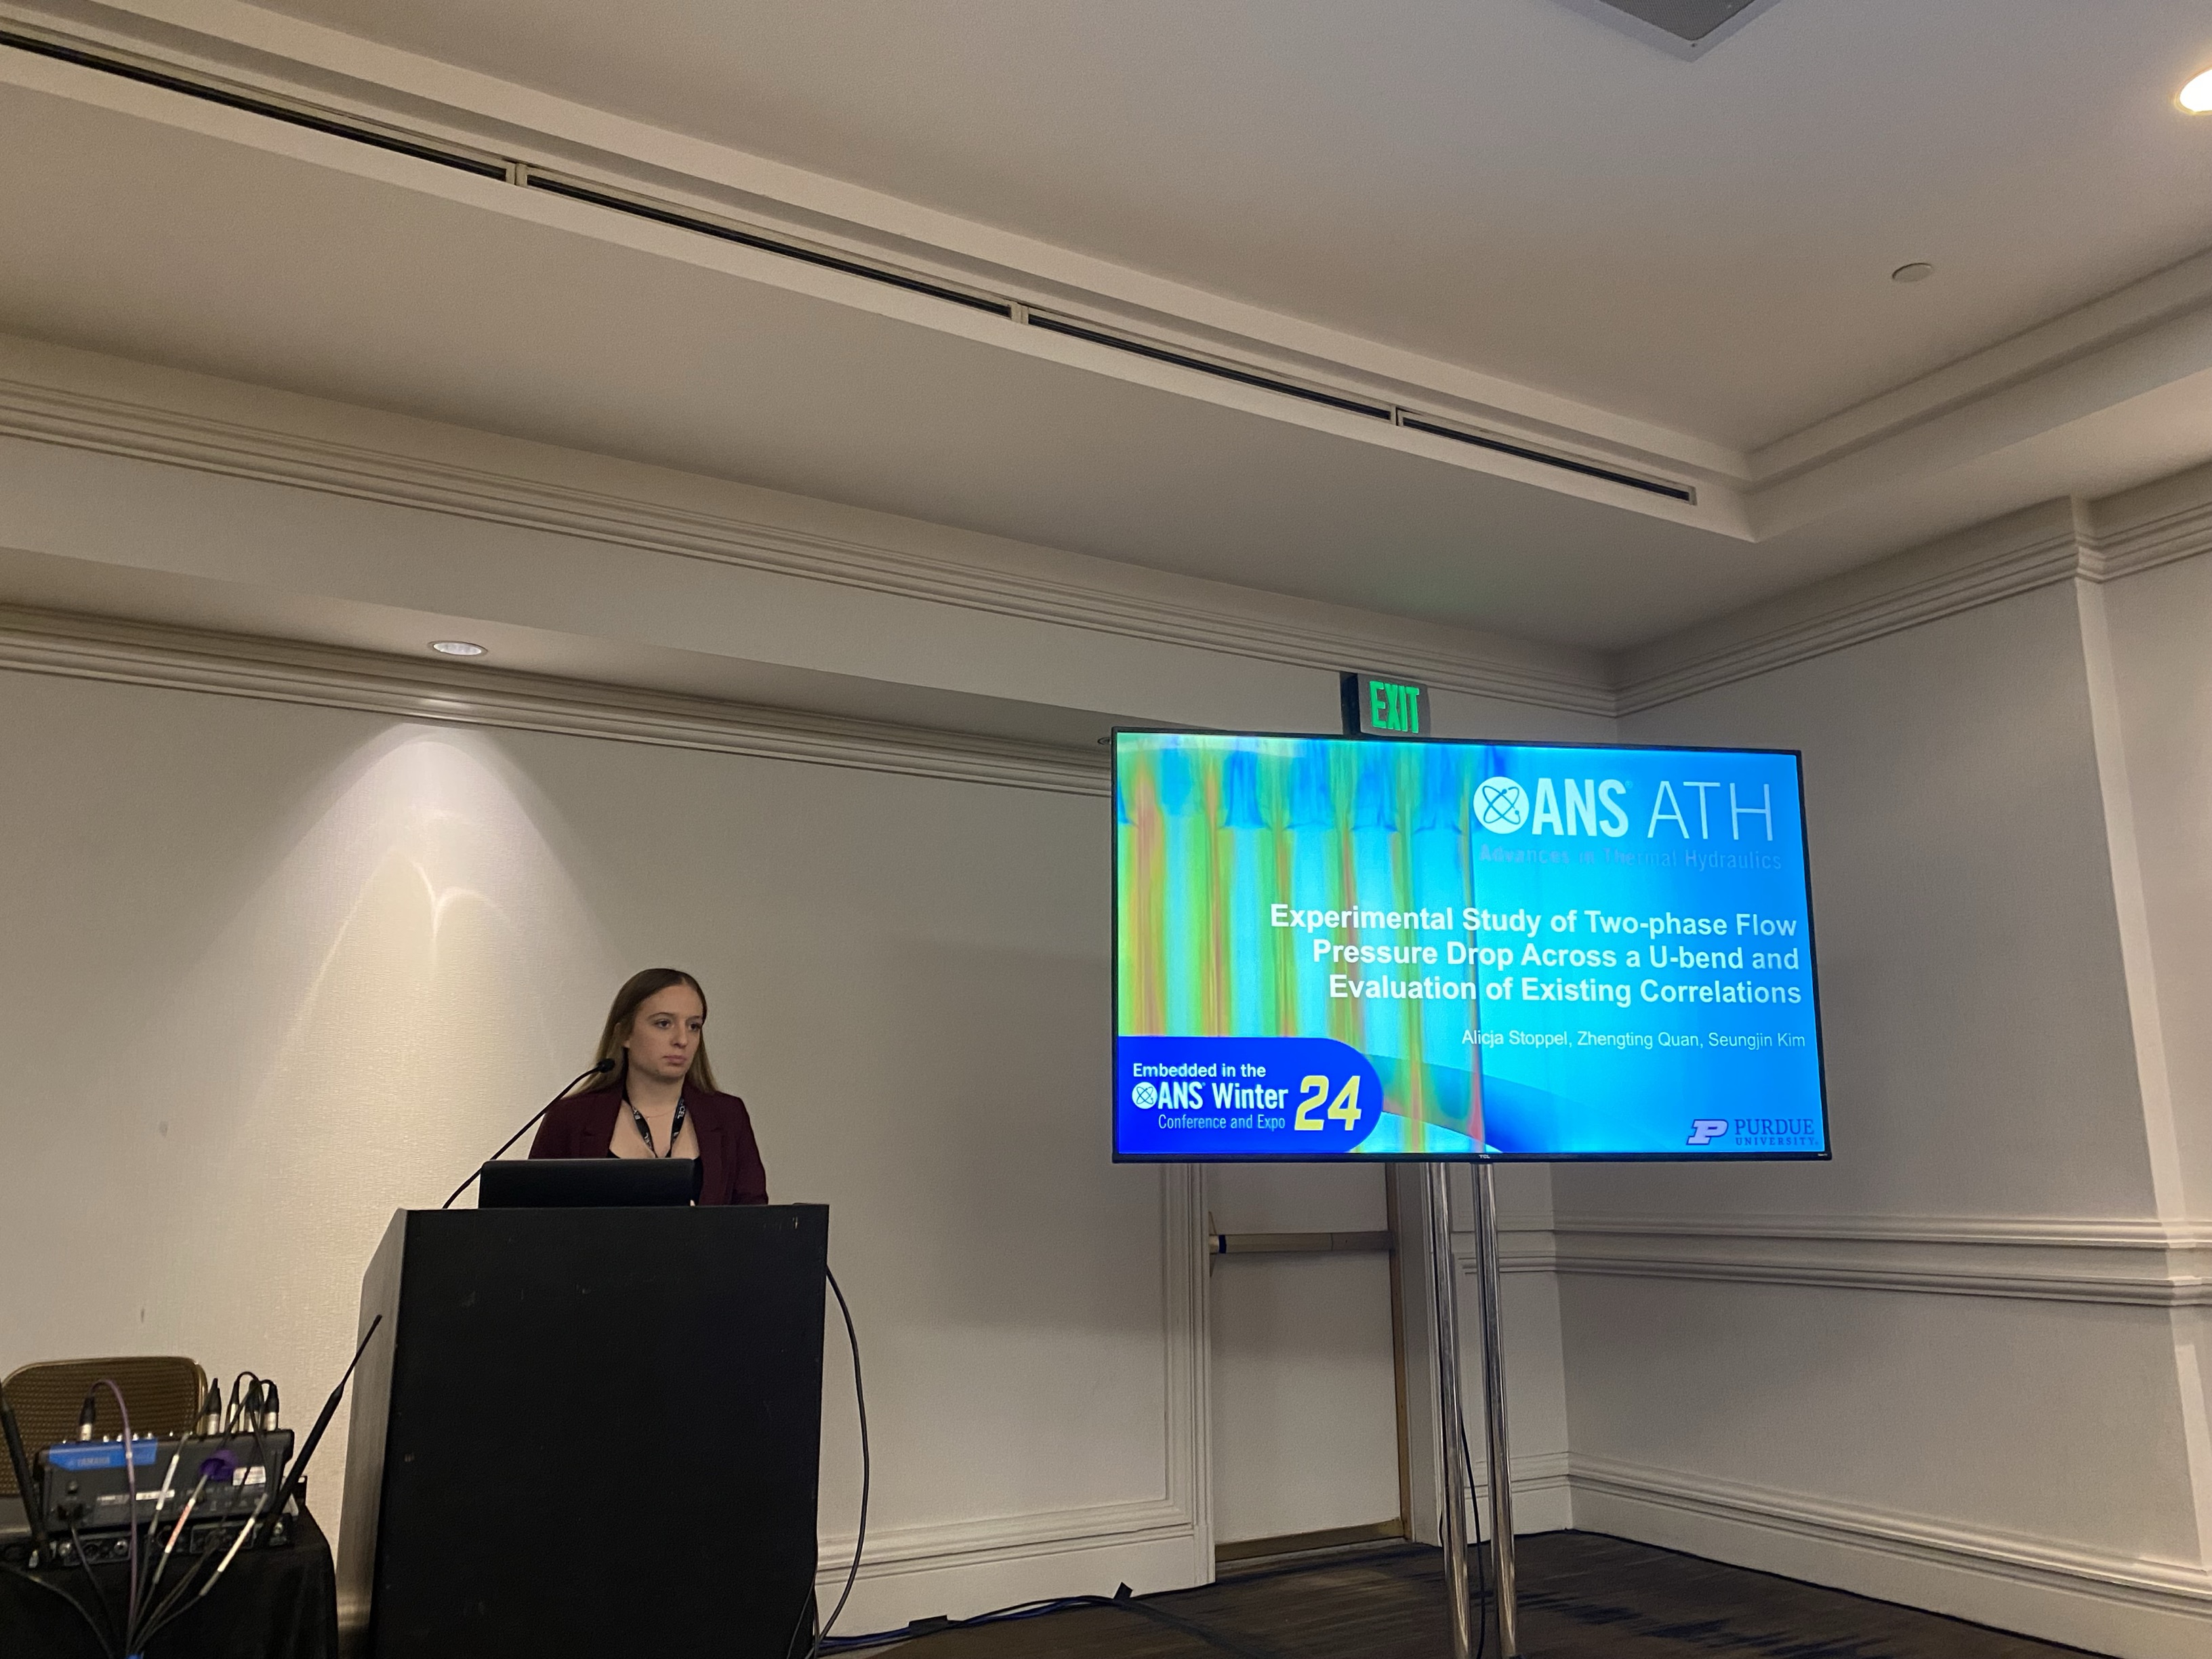 EXIT
ANS ATH
Advances in Thermal Hydraulics
Experimental Study of Two-phase Flow
Pressure Drop Across a U-bend and
Evaluation of Existing Correlations
Alicja Stoppel, Zhengting Quan, Seungjin Kim
Embedded in the
ANS Winter 24
Conference and Expo
P PURDUE
UNIVERSITY.
TCL
YAMAHA